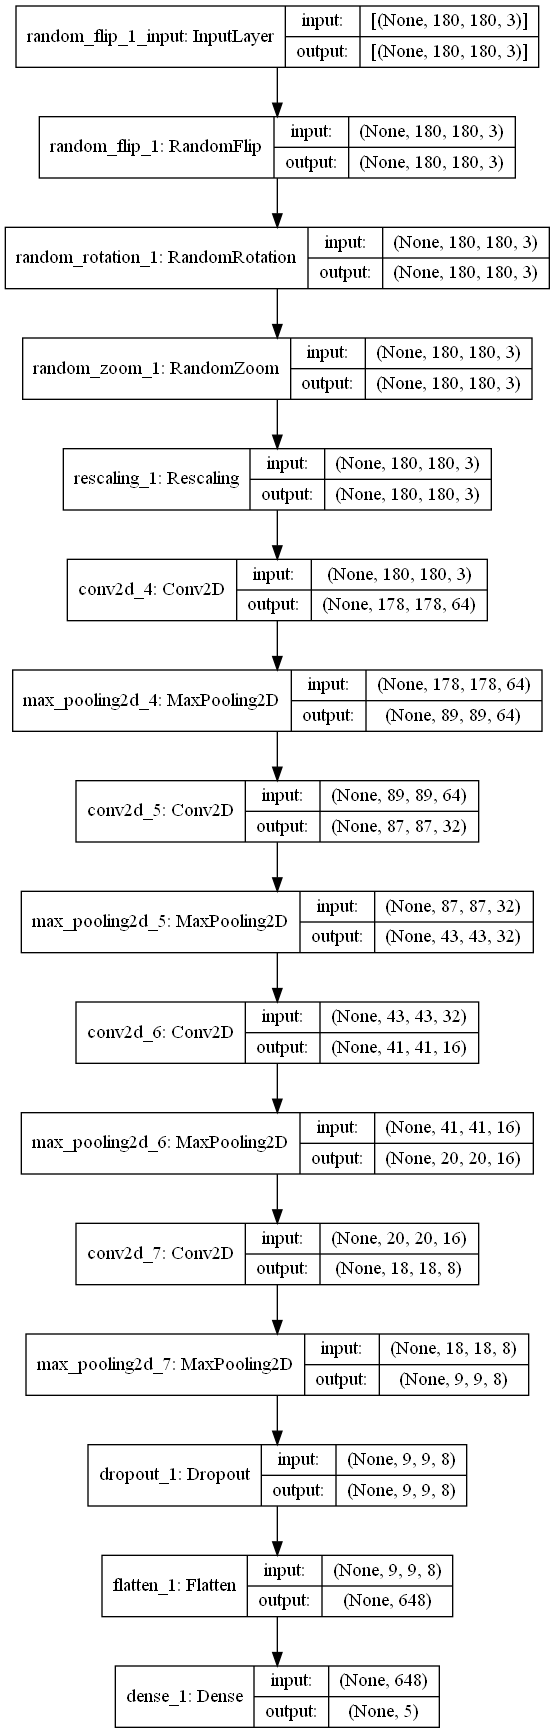 random_flip_1_input: InputLayer
input: [(None, 180, 180, 3)]
output: [(None, 180, 180, 3)]
random_flip_1: RandomFlip
input: (None, 180, 180, 3)
output: (None, 180, 180, 3)
random_rotation_1: RandomRotation
input: (None, 180, 180, 3)
output: (None, 180, 180, 3)
random_zoom_1: RandomZoom
input: (None, 180, 180, 3)
output: (None, 180, 180, 3)
rescaling_1: Rescaling
input: (None, 180, 180, 3)
output: (None, 180, 180, 3)
conv2d_4: Conv2D
input: (None, 180, 180, 3)
output: (None, 178, 178, 64)
max_pooling2d_4: MaxPooling2D
input: (None, 178, 178, 64)
output: (None, 89, 89, 64)
conv2d_5: Conv2D
input: (None, 89, 89, 64)
output: (None, 87, 87, 32)
max_pooling2d_5: MaxPooling2D
input: (None, 87, 87, 32)
output: (None, 43, 43, 32)
conv2d_6: Conv2D
input: (None, 43, 43, 32)
output: (None, 41, 41, 16)
max_pooling2d_6: MaxPooling2D
input: (None, 41, 41, 16)
output: (None, 20, 20, 16)
conv2d_7: Conv2D
input: (None, 20, 20, 16)
output: (None, 18, 18, 8)
max_pooling2d_7: MaxPooling2D
input: (None, 18, 18, 8)
output: (None, 9, 9, 8)
dropout_1: Dropout
input: (None, 9, 9, 8)
output: (None, 9, 9, 8)
flatten_1: Flatten
input: (None, 9, 9, 8)
output: (None, 648)
dense_1: Dense
input: (None, 648)
output: (None, 5)